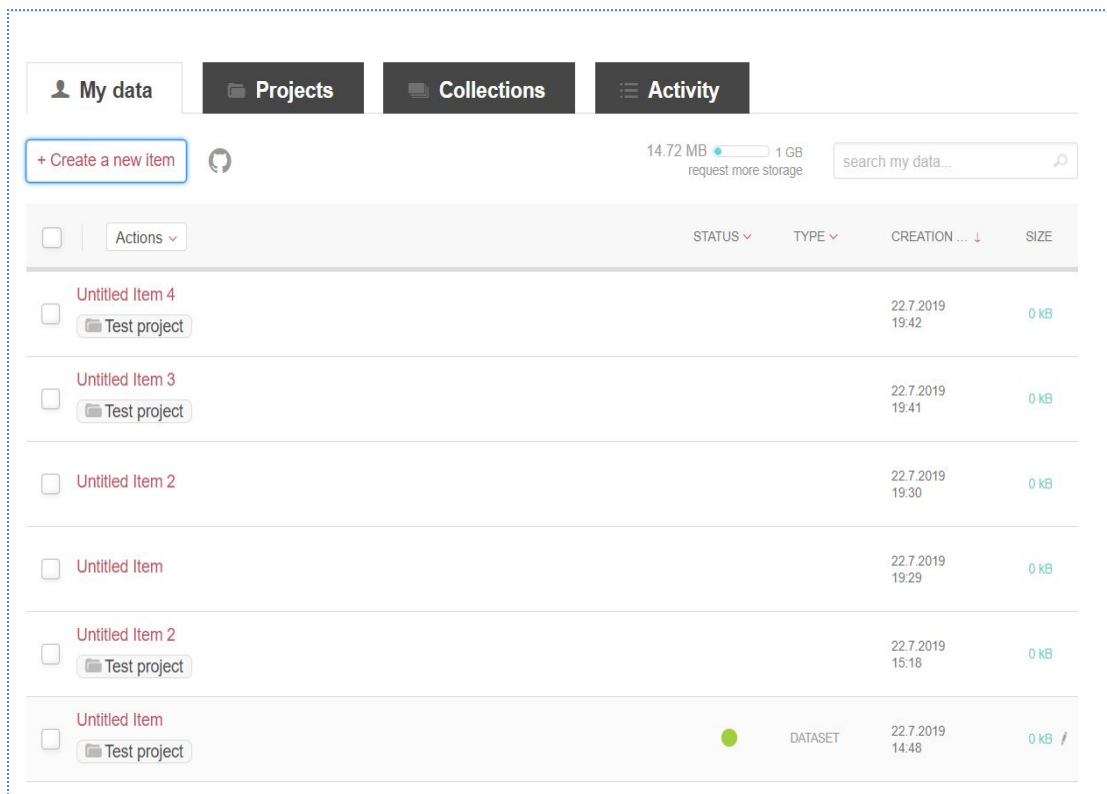 My data Projects Collections Activity
+ Create a new item 14.72 MB 1 GB search my data...
request more storage
Actions STATUS TYPE CREATION ... ↓ SIZE
Untitled Item 4
Test project
22.7.2019
19:42
0 kB
Untitled Item 3
Test project
22.7.2019
19:41
0 kB
Untitled Item 2
22.7.2019
19:30
0 kB
Untitled Item
22.7.2019
19:29
0 kB
Untitled Item 2
Test project
22.7.2019
15:18
0 kB
Untitled Item
Test project
DATASET
22.7.2019
14:48
0 kB